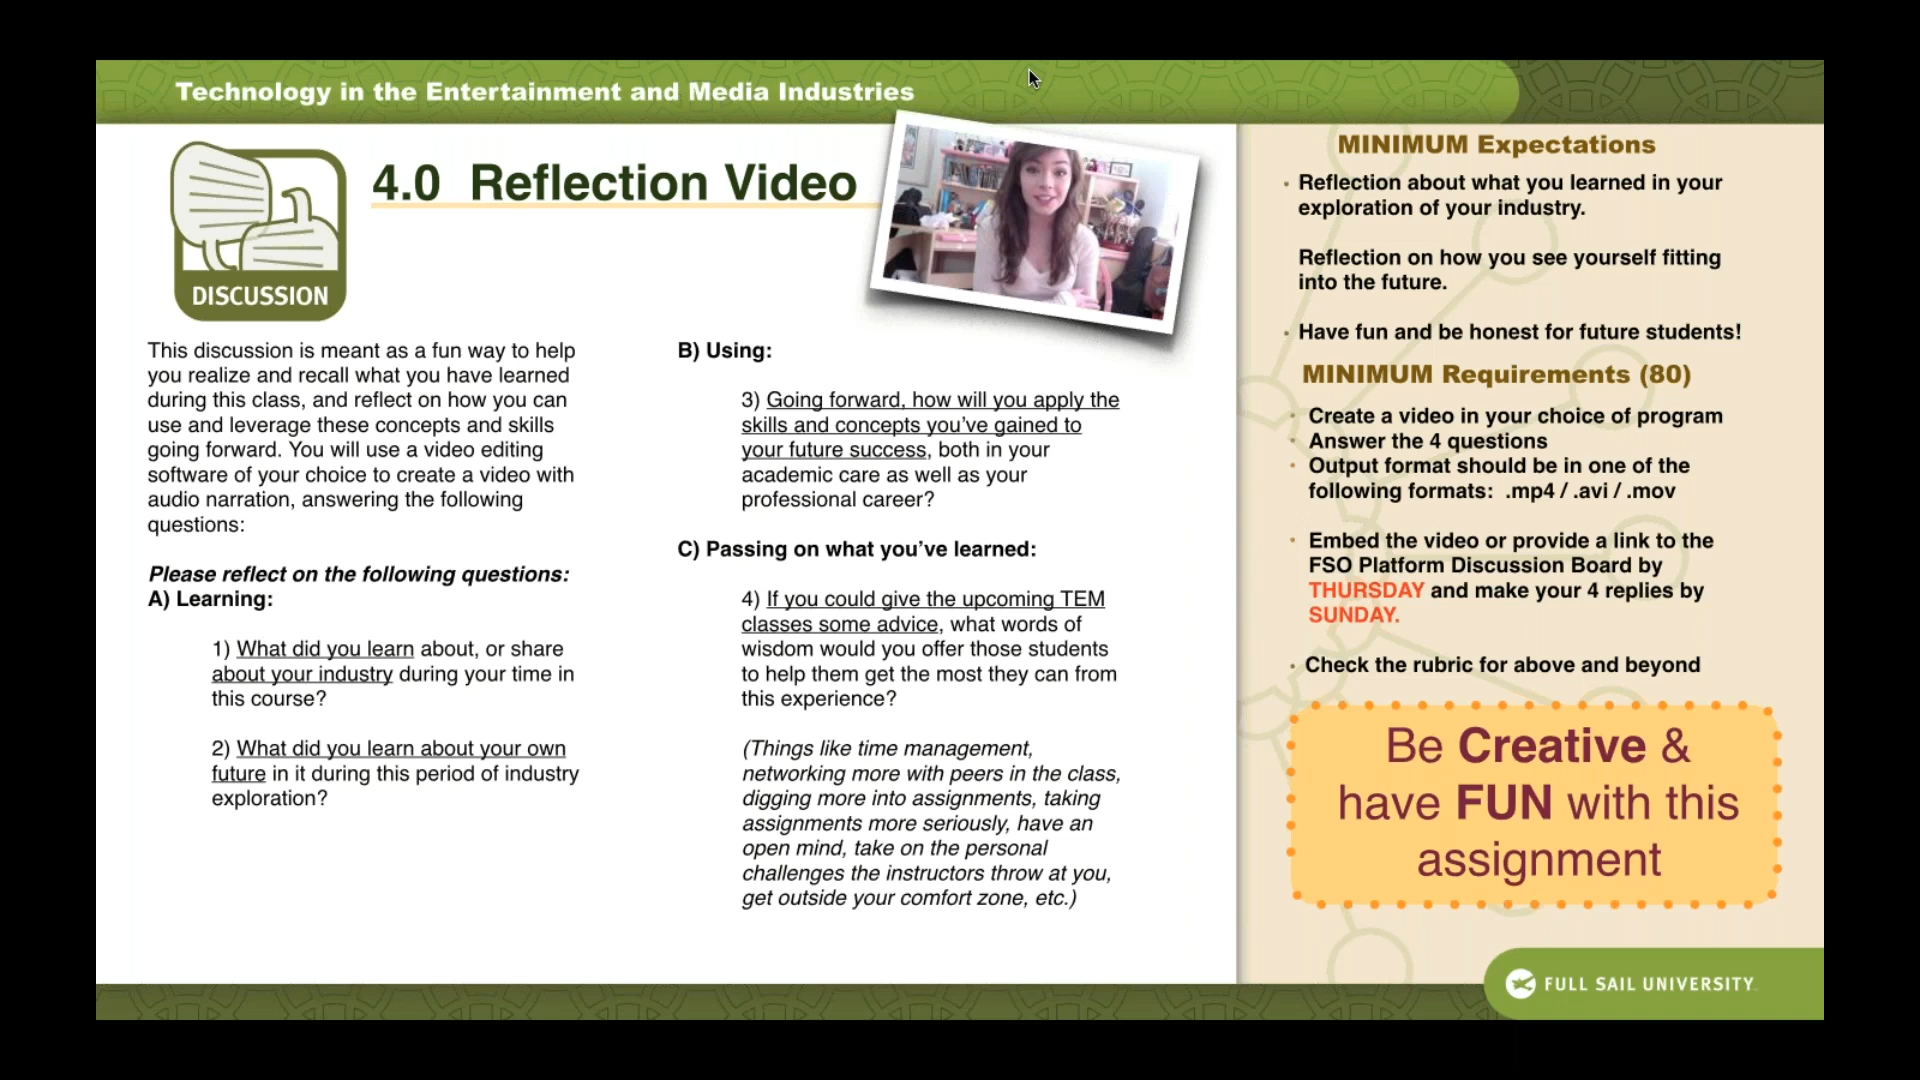 Technology in the Entertainment and Media Industries
DISCUSSION
4.0 Reflection Video
This discussion is meant as a fun way to help
you realize and recall what you have learned
during this class, and reflect on how you can
use and leverage these concepts and skills
going forward. You will use a video editing
software of your choice to create a video with
audio narration, answering the following
questions:
Please reflect on the following questions:
A) Learning:
1) What did you learn about, or share
about your industry during your time in
this course?
2) What did you learn about your own
future in it during this period of industry
exploration?
B) Using:
3) Going forward, how will you apply the
skills and concepts you’ve gained to
your future success, both in your
academic care as well as your
professional career?
C) Passing on what you’ve learned:
4) If you could give the upcoming TEM
classes some advice, what words of
wisdom would you offer those students
to help them get the most they can from
this experience?
(Things like time management,
networking more with peers in the class,
digging more into assignments, taking
assignments more seriously, have an
open mind, take on the personal
challenges the instructors throw at you,
get outside your comfort zone, etc.)
MINIMUM Expectations
• Reflection about what you learned in your
exploration of your industry.
Reflection on how you see yourself fitting
into the future.
• Have fun and be honest for future students!
MINIMUM Requirements (80)
• Create a video in your choice of program
• Answer the 4 questions
• Output format should be in one of the
following formats: .mp4 / .avi / .mov
• Embed the video or provide a link to the
FSO Platform Discussion Board by
THURSDAY and make your 4 replies by
SUNDAY.
• Check the rubric for above and beyond
Be Creative &
have FUN with this
assignment
FULL SAIL UNIVERSITY